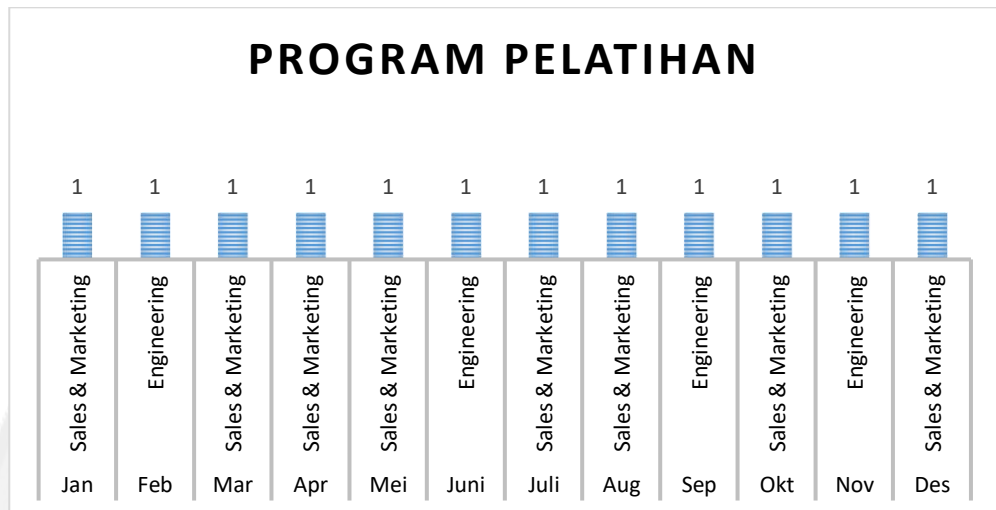 PROGRAM PELATIHAN
1 1 1 1 1 1 1 1 1 1 1 1
Sales & Marketing Engineering Sales & Marketing Sales & Marketing Sales & Marketing Engineering Sales & Marketing Sales & Marketing Engineering Sales & Marketing Engineering Sales & Marketing
Jan Feb Mar Apr Mei Juni Juli Aug Sep Okt Nov Des